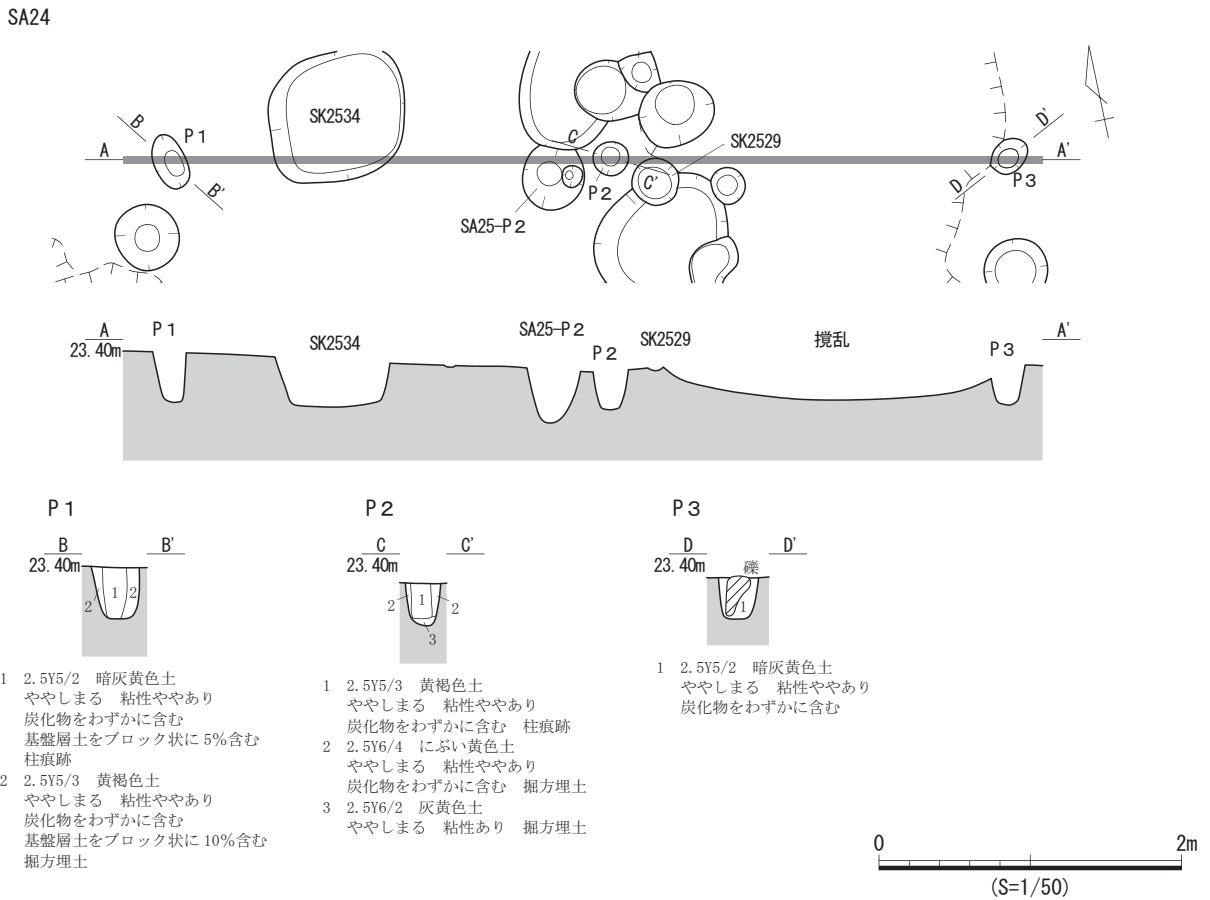 SA24
SK2534
B
P1
A
B'
C
SK2529
C'
P2
SA25-P2
D'
A'
D
P3
A
P1
SK2534
SA25-P2
P2
SK2529
撹乱
P3
A'
23.40m
P1
B
B'
23.40m
2
1
2
1 2.5Y5/2 暗灰黄色土
ややしまる 粘性ややあり
炭化物をわずかに含む
基盤層土をブロック状に5%含む
柱痕跡
2 2.5Y5/3 黄褐色土
ややしまる 粘性ややあり
炭化物をわずかに含む
基盤層土をブロック状に10%含む
掘方埋土
P2
C
C'
23.40m
2
1
2
3
1 2.5Y5/3 黄褐色土
ややしまる 粘性ややあり
炭化物をわずかに含む 柱痕跡
2 2.5Y6/4 にぶい黄色土
ややしまる 粘性ややあり
炭化物をわずかに含む 掘方埋土
3 2.5Y6/2 灰黄色土
ややしまる 粘性あり 掘方埋土
P3
D
D'
23.40m
礫
1
1 2.5Y5/2 暗灰黄色土
ややしまる 粘性ややあり
炭化物をわずかに含む
0
2m
(S=1/50)